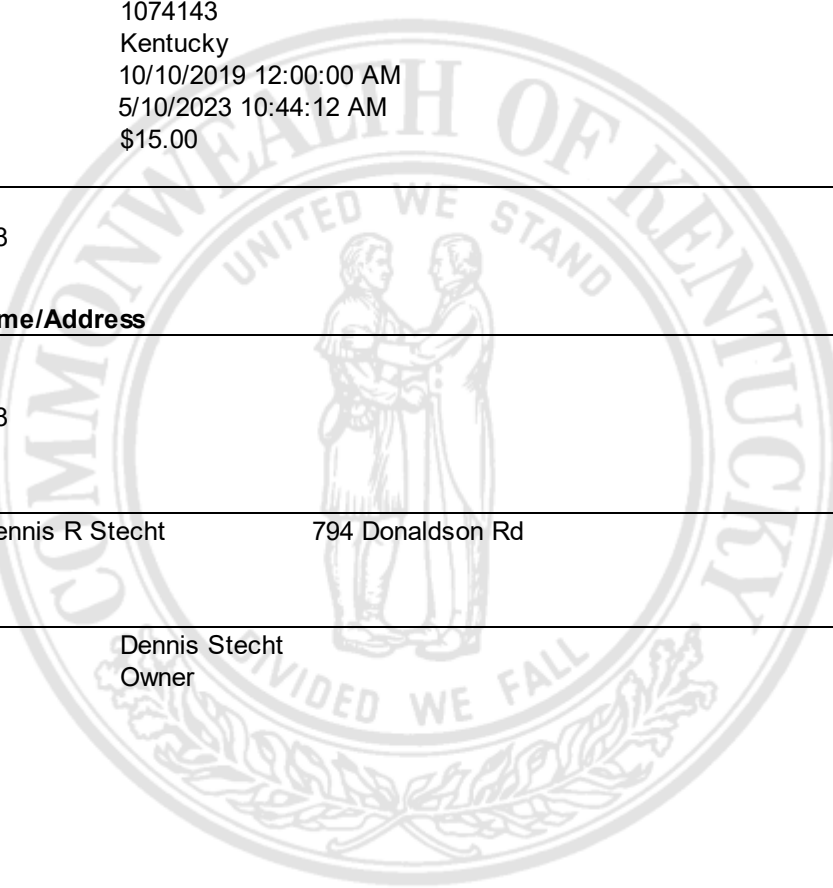 1074143
Kentucky
10/10/2019 12:00:00 AM
5/10/2023 10:44:12 AM
$15.00
3
me/Address
3
ennis R Stecht 794 Donaldson Rd
Dennis Stecht
Owner
COMMONWEALTH OF KENTUCKY
UNITED WE STAND
DIVIDED WE FALL